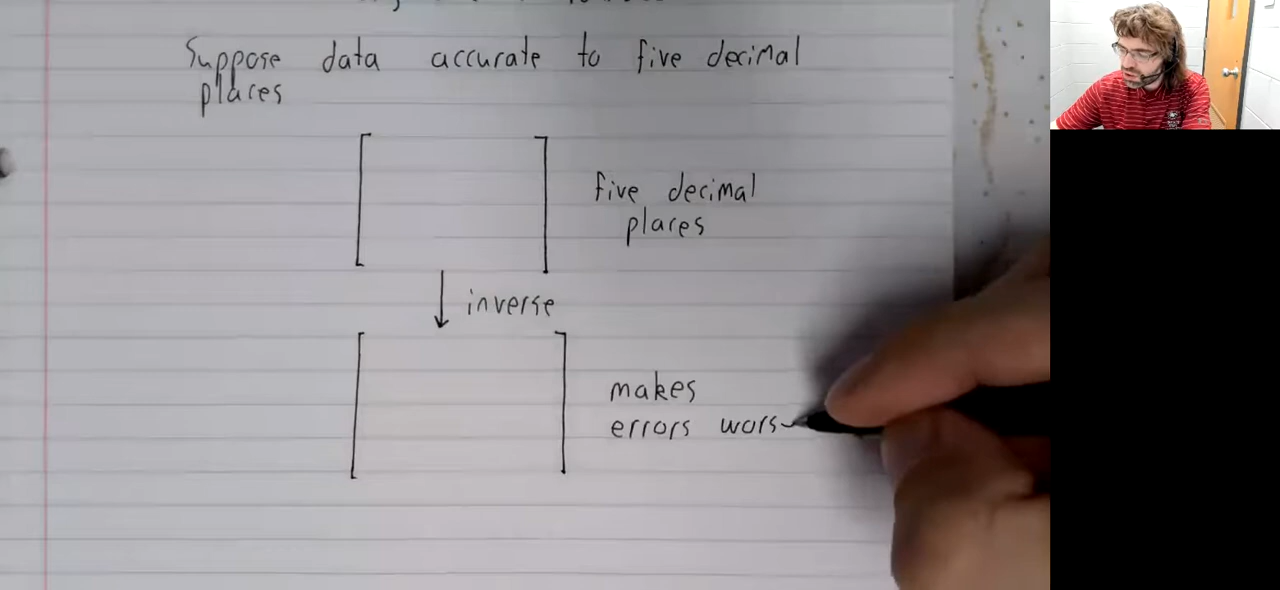 Suppose data accurate to five decimal
places
five decimal
places
inverse
makes
errors wors